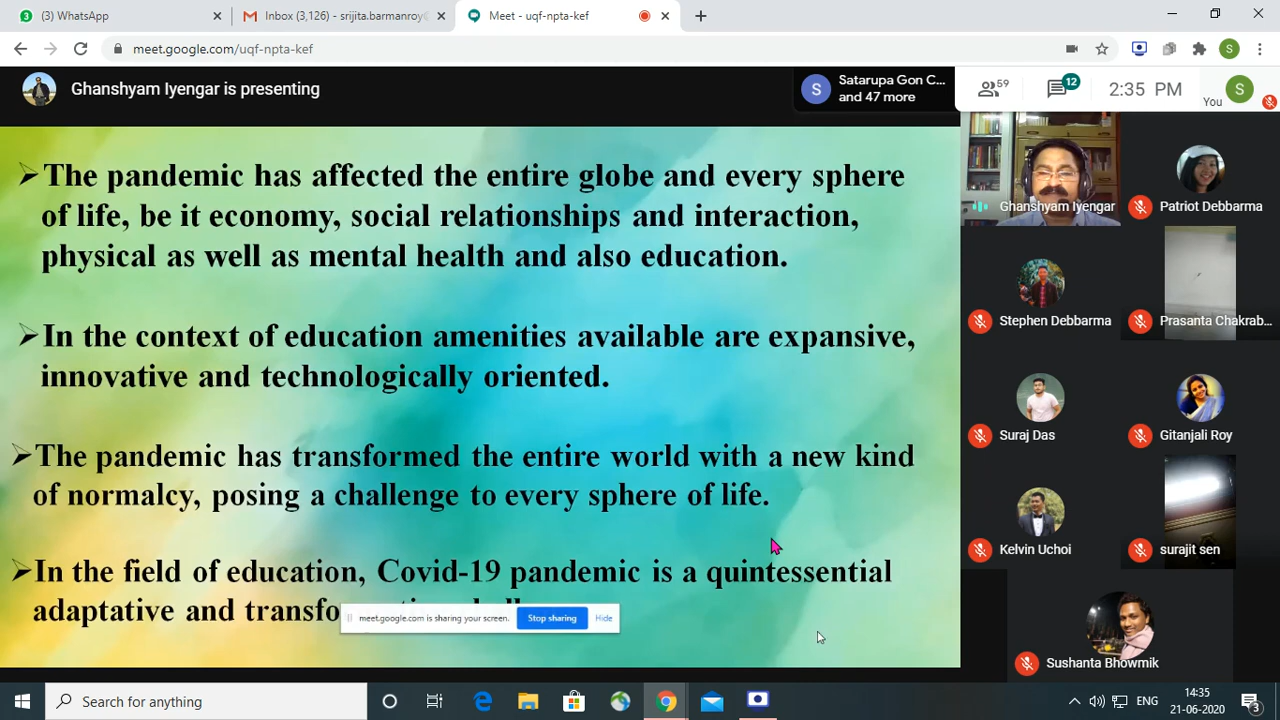 (3) WhatsApp
Inbox (3,126) - srijita.barmanroy@
Meet - uqf-npta-kef
meet.google.com/uqf-npta-kef
Ghanshyam Iyengar is presenting
S
Satarupa Gon C...
and 47 more
59
12
2:35 PM
You
S
The pandemic has affected the entire globe and every sphere
of life, be it economy, social relationships and interaction,
physical as well as mental health and also education.
In the context of education amenities available are expansive,
innovative and technologically oriented.
The pandemic has transformed the entire world with a new kind
of normalcy, posing a challenge to every sphere of life.
In the field of education, Covid-19 pandemic is a quintessential
adaptative and
meet.google.com is sharing your screen.
Stop sharing
Hide
Ghanshyam Iyengar
Patriot Debbarma
Stephen Debbarma
Prasanta Chakrab...
Suraj Das
Gitanjali Roy
Kelvin Uchoi
surajit sen
Sushanta Bhowmik
Search for anything
ENG
14:35
21-06-2020
3